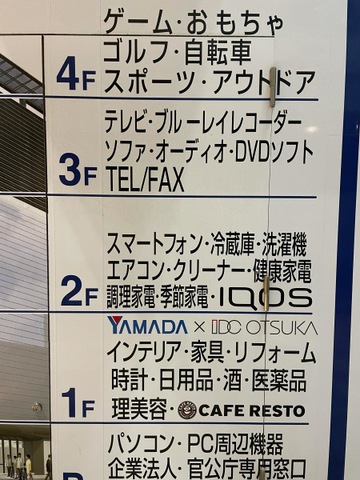 ゲーム・おもちゃ
ゴルフ・自転車
4F スポーツ・アウトドア
テレビ・ブルーレイレコーダー
ソファ・オーディオ・DVDソフト
3F TEL/FAX
スマートフォン・冷蔵庫・洗濯機
エアコン・クリーナー・健康家電
2F 調理家電・季節家電・IQOS
YAMADA × IDC OTSUKA
インテリア・家具・リフォーム
時計・日用品・酒・医薬品
1F 理美容・CAFE RESTO
パソコン・PC周辺機器
企業法人・官公庁専用窓口